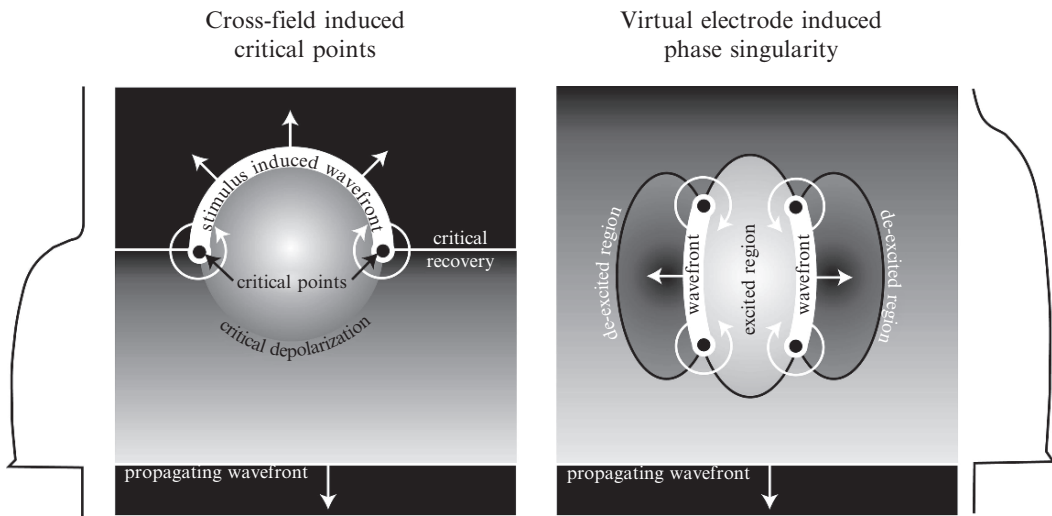 Cross-field induced
critical points
stimulus induced wavefront
critical
recovery
critical points
critical depolarization
propagating wavefront
Virtual electrode induced
phase singularity
de-excited region
wavefront
excited region
wavefront
de-excited region
propagating wavefront